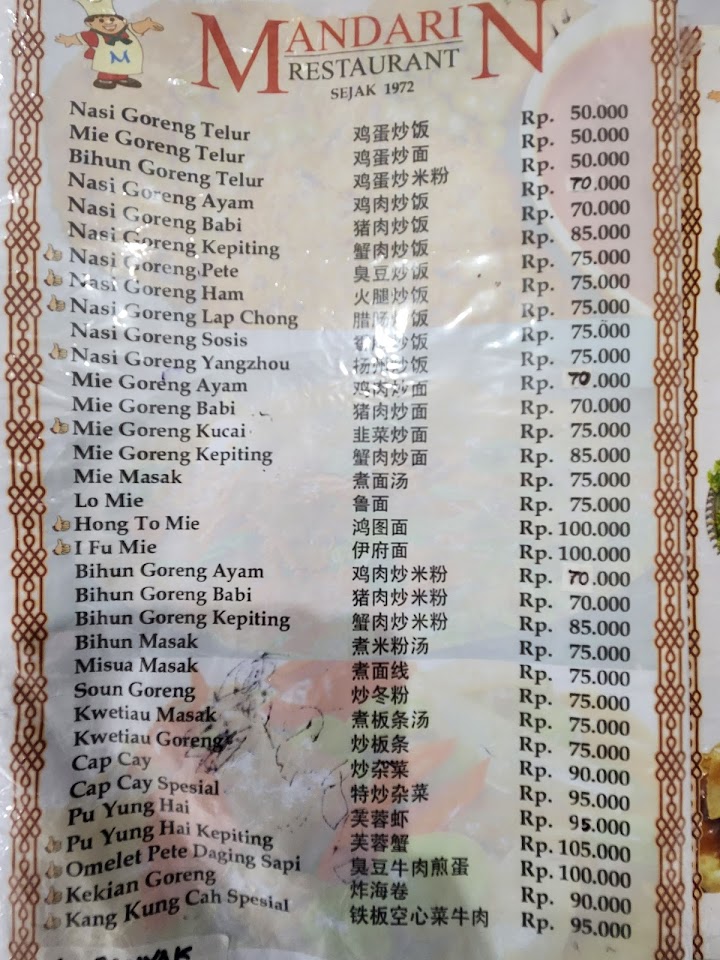 M
MANDARIN
RESTAURANT
SEJAK 1972
Nasi Goreng Telur 鸡蛋炒饭 Rp. 50.000
Mie Goreng Telur 鸡蛋炒面 Rp. 50.000
Bihun Goreng Telur 鸡蛋炒米粉 Rp. 50.000
Nasi Goreng Ayam 鸡肉炒饭 Rp. 70.000
Nasi Goreng Babi 猪肉炒饭 Rp. 70.000
Nasi Goreng Kepiting 蟹肉炒饭 Rp. 85.000
Nasi Goreng Pete 臭豆炒饭 Rp. 75.000
Nasi Goreng Ham 火腿炒饭 Rp. 75.000
Nasi Goreng Lap Chong 腊肠炒饭 Rp. 75.000
Nasi Goreng Sosis Rp. 75.000
Nasi Goreng Yangzhou 扬州炒饭 Rp. 75.000
Mie Goreng Ayam 鸡肉炒面 Rp. 70.000
Mie Goreng Babi 猪肉炒面 Rp. 70.000
Mie Goreng Kucai 韭菜炒面 Rp. 75.000
Mie Goreng Kepiting 蟹肉炒面 Rp. 85.000
Mie Masak 煮面汤 Rp. 75.000
Lo Mie 鲁面 Rp. 75.000
Hong To Mie 鸿图面 Rp. 100.000
I Fu Mie 伊府面 Rp. 100.000
Bihun Goreng Ayam 鸡肉炒米粉 Rp. 70.000
Bihun Goreng Babi 猪肉炒米粉 Rp. 70.000
Bihun Goreng Kepiting 蟹肉炒米粉 Rp. 85.000
Bihun Masak 煮米粉汤 Rp. 75.000
Misua Masak 煮面线 Rp. 75.000
Soun Goreng 炒冬粉 Rp. 75.000
Kwetiau Masak 煮板条汤 Rp. 75.000
Kwetiau Goreng 炒板条 Rp. 75.000
Cap Cay 炒杂菜 Rp. 90.000
Cap Cay Spesial 特炒杂菜 Rp. 95.000
Pu Yung Hai 芙蓉虾 Rp. 95.000
Pu Yung Hai Kepiting 芙蓉蟹 Rp. 105.000
Omelet Pete Daging Sapi 臭豆牛肉煎蛋 Rp. 100.000
Kekian Goreng 炸海卷 Rp. 90.000
Kang Kung Cah Spesial 铁板空心菜牛肉 Rp. 95.000